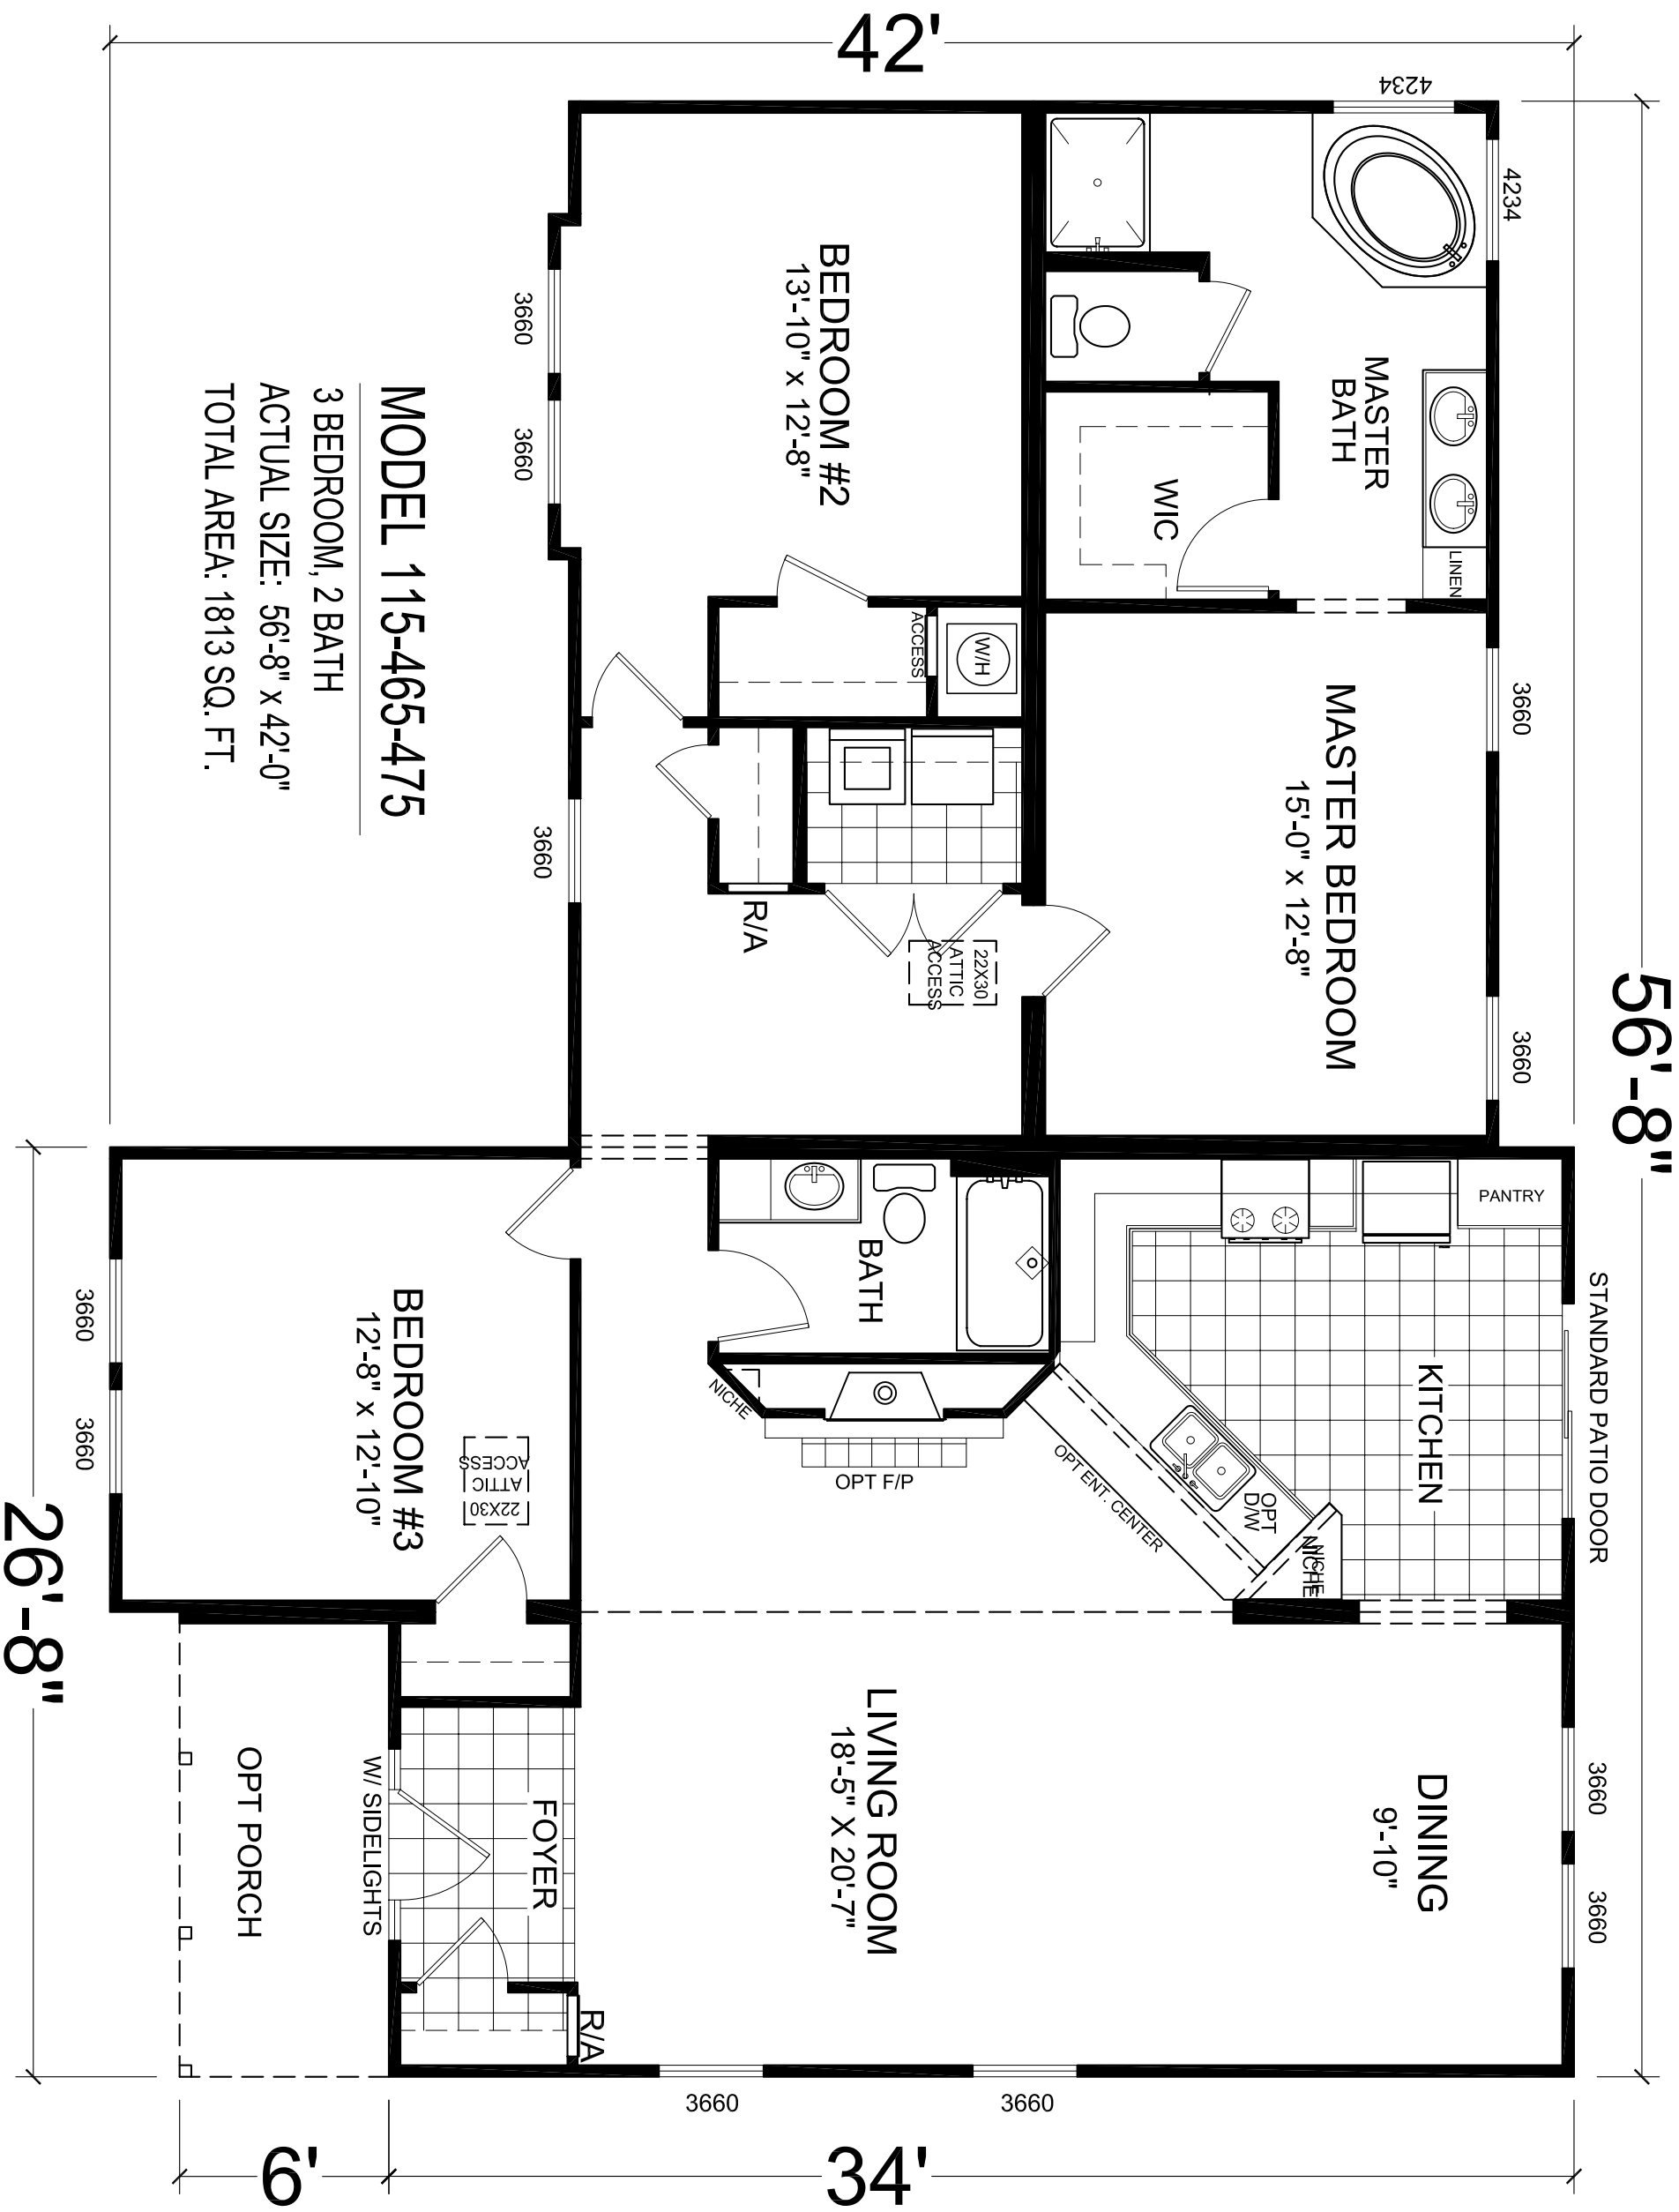 56'-8"
42'
4234
4234
3660
3660
STANDARD PATIO DOOR
3660
3660
MASTER
BATH
LINEN
WIC
MASTER BEDROOM
15'-0" x 12'-8"
PANTRY
KITCHEN
OPT
D/W
NICHE
NICHE
OPT ENT. CENTER
DINING
9'-10"
BEDROOM #2
13'-10" x 12'-8"
W/H
ACCESS
22X30
ATTIC
ACCESS
R/A
BATH
NICHE
OPT F/P
LIVING ROOM
18'-5" X 20'-7"
3660
3660
3660
3660
3660
MODEL 115-465-475
3 BEDROOM, 2 BATH
ACTUAL SIZE: 56'-8" x 42'-0"
TOTAL AREA: 1813 SQ. FT.
BEDROOM #3
12'-8" x 12'-10"
22X30
ATTIC
ACCESS
3660
3660
FOYER
R/A
W/ SIDELIGHTS
OPT PORCH
34'
6'
26'-8"